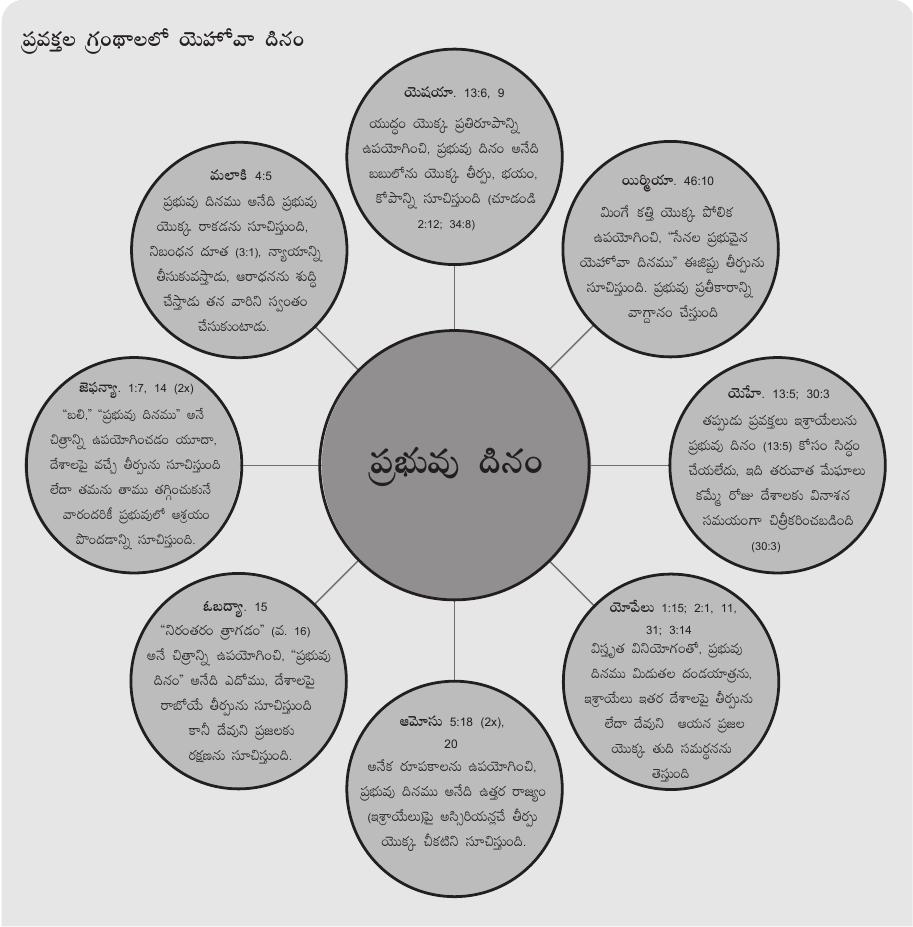 ప్రవక్తల గ్రంథాలలో యెహోవా దినం
యెషయా. 13:6, 9
యుద్ధం యొక్క ప్రతిరూపాన్ని
ఉపయోగించి, ప్రభువు దినం అనేది
బబులోను యొక్క తీర్పు, భయం,
కోపాన్ని సూచిస్తుంది (చూడండి
2:12; 34:8)
యిర్మియా. 46:10
మింగే కత్తి యొక్క పోలిక
ఉపయోగించి, “సేనల ప్రభువైన
యెహోవా దినము” ఈజిప్టు తీర్పును
సూచిస్తుంది. ప్రభువు ప్రతీకారాన్ని
వాగ్దానం చేస్తుంది
యెహే. 13:5; 30:3
తప్పుడు ప్రవక్తలు ఇశ్రాయేలును
ప్రభువు దినం (13:5) కోసం సిద్ధం
చేయలేదు, ఇది తరువాత మేఘాలు
కమ్మే రోజు దేశాలకు వినాశన
సమయంగా చిత్రీకరించబడింది
(30:3)
యోవేలు 1:15; 2:1, 11,
31; 3:14
విస్తృత వినియోగంతో, ప్రభువు
దినము మిడుతల దండయాత్రను,
ఇశ్రాయేలు ఇతర దేశాలపై తీర్పును
లేదా దేవుని ఆయన ప్రజల
యొక్క తుది సమర్థనను
తెస్తుంది
ఆమోసు 5:18 (2x),
20
అనేక రూపకాలను ఉపయోగించి,
ప్రభువు దినము అనేది ఉత్తర రాజ్యం
(ఇశ్రాయేలు)పై అస్సిరియన్లచే తీర్పు
యొక్క చీకటిని సూచిస్తుంది.
ఓబద్యా. 15
“నిరంతరం త్రాగడం” (వ. 16)
అనే చిత్రాన్ని ఉపయోగించి, “ప్రభువు
దినం” అనేది ఎదోము, దేశాలపై
రాబోయే తీర్పును సూచిస్తుంది
కానీ దేవుని ప్రజలకు
రక్షణను సూచిస్తుంది.
జెఫన్యా. 1:7, 14 (2x)
“బలి,” “ప్రభువు దినము” అనే
చిత్రాన్ని ఉపయోగించడం యూదా,
దేశాలపై వచ్చే తీర్పును సూచిస్తుంది
లేదా తమను తాము తగ్గించుకునే
వారందరికీ ప్రభువులో ఆశ్రయం
పొందడాన్ని సూచిస్తుంది.
మలాకి 4:5
ప్రభువు దినము అనేది ప్రభువు
యొక్క రాకడను సూచిస్తుంది,
నిబంధన దూత (3:1), న్యాయాన్ని
తీసుకువస్తాడు, ఆరాధనను శుద్ధి
చేస్తాడు తన వారిని స్వంతం
చేసుకుంటాడు.
ప్రభువు దినం